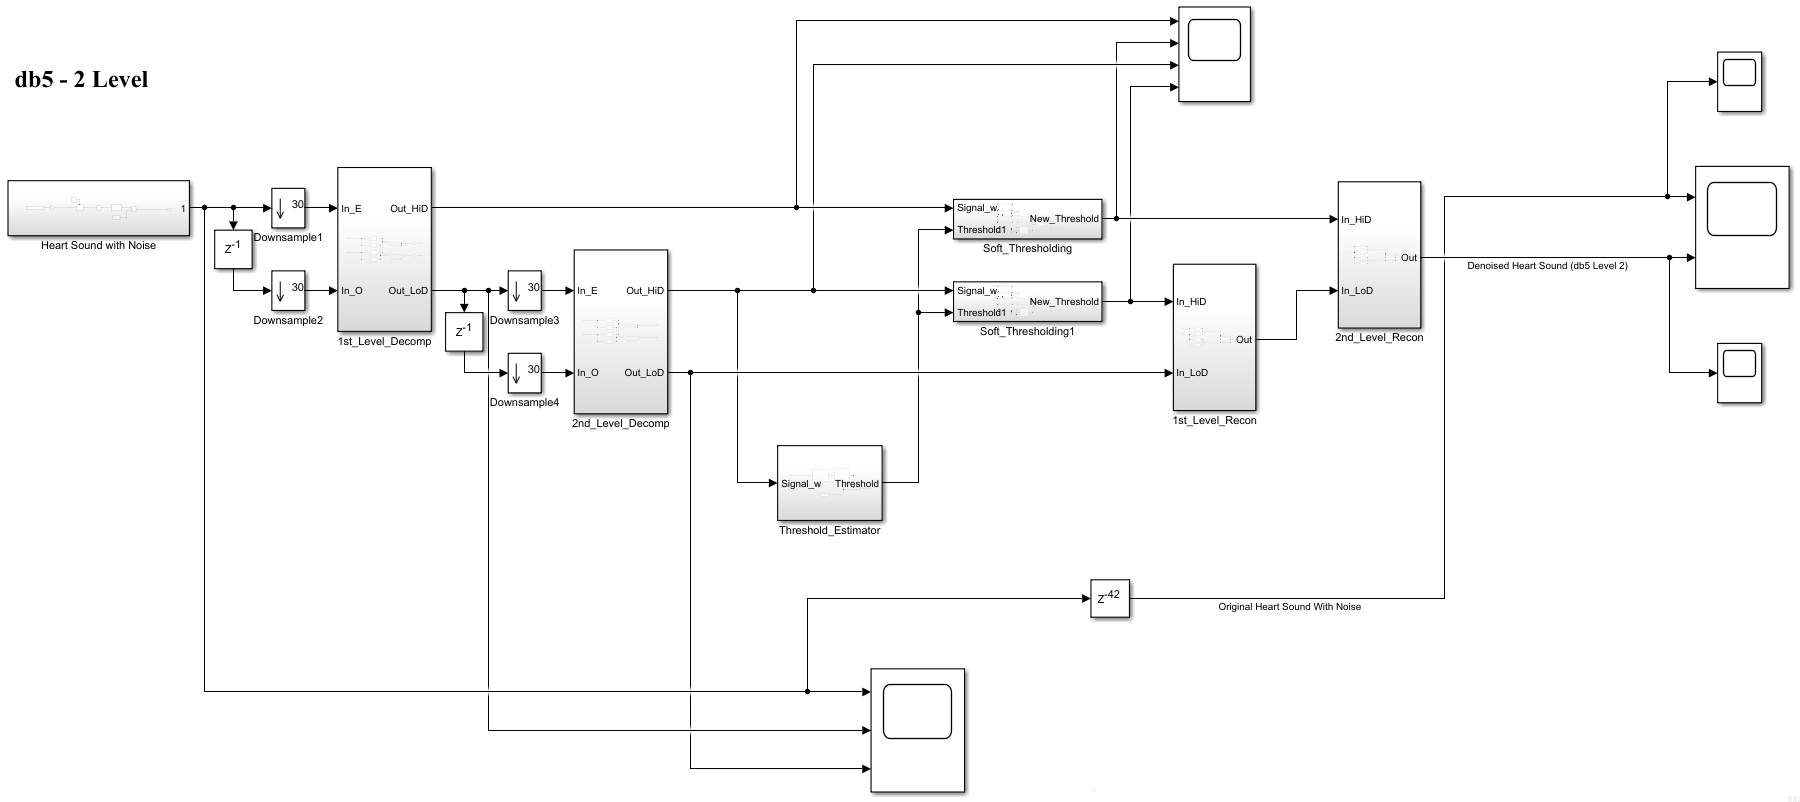 db5 - 2 Level
1
Heart Sound with Noise
30
Downsample1
Z-1
30
Downsample2
In_E
Out_HiD
In_O
Out_LoD
1st_Level_Decomp
30
Downsample3
Z-1
30
Downsample4
In_E
Out_HiD
In_O
Out_LoD
2nd_Level_Decomp
Signal_w
Threshold
Threshold_Estimator
Signal_w
New_Threshold
Threshold1
Soft_Thresholding
Signal_w
New_Threshold
Threshold1
Soft_Thresholding1
In_HiD
Out
In_LoD
1st_Level_Recon
In_HiD
Out
In_LoD
2nd_Level_Recon
Denoised Heart Sound (db5 Level 2)
Z-42
Original Heart Sound With Noise